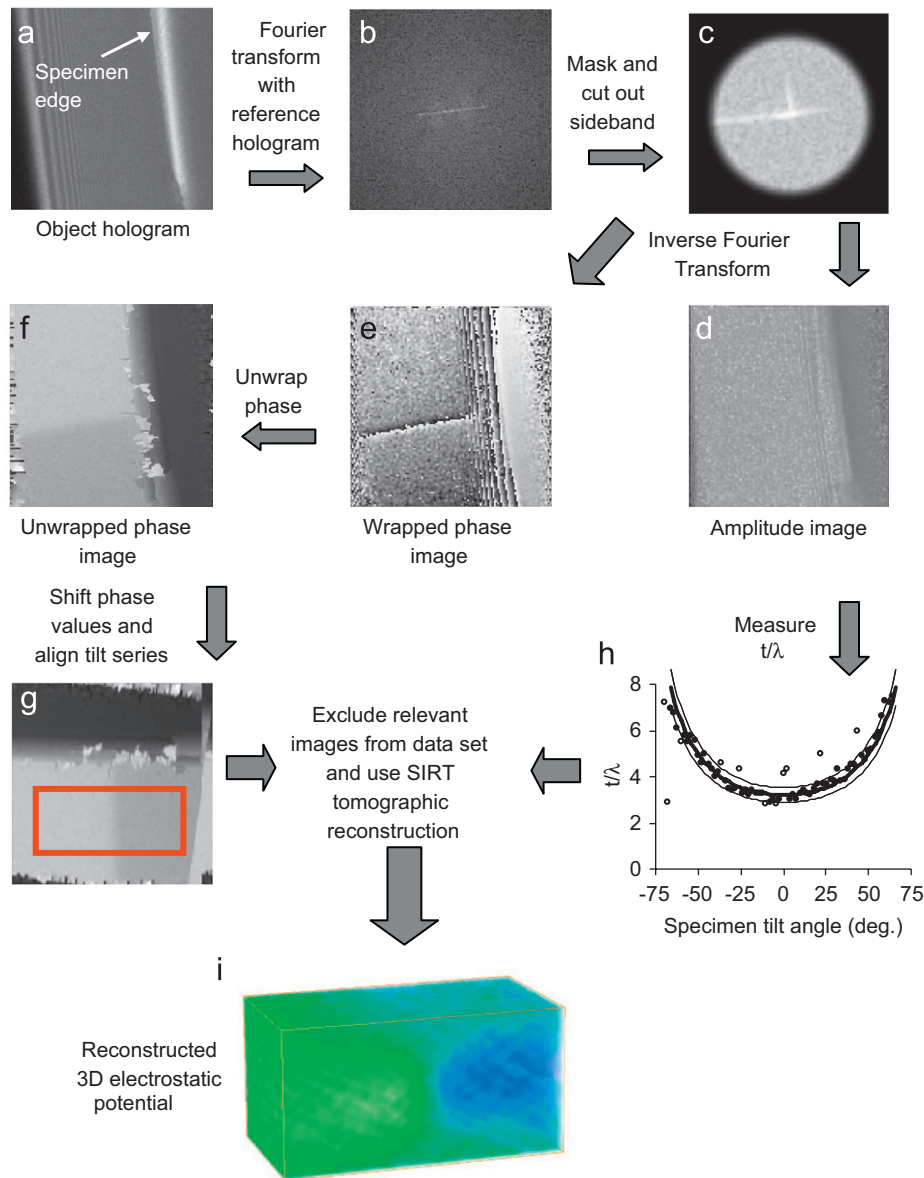 a
Specimen
edge
Object hologram
Fourier
transform
with
reference
hologram
b
Mask and
cut out
sideband
c
Inverse Fourier
Transform
f
Unwrapped phase
image
Unwrap
phase
e
Wrapped phase
image
d
Amplitude image
Shift phase
values and
align tilt series
Measure
t/λ
g
Exclude relevant
images from data set
and use SIRT
tomographic
reconstruction
h
t/λ
8
6
4
2
0
-75 -50 -25 0 25 50 75
Specimen tilt angle (deg.)
i
Reconstructed
3D electrostatic
potential